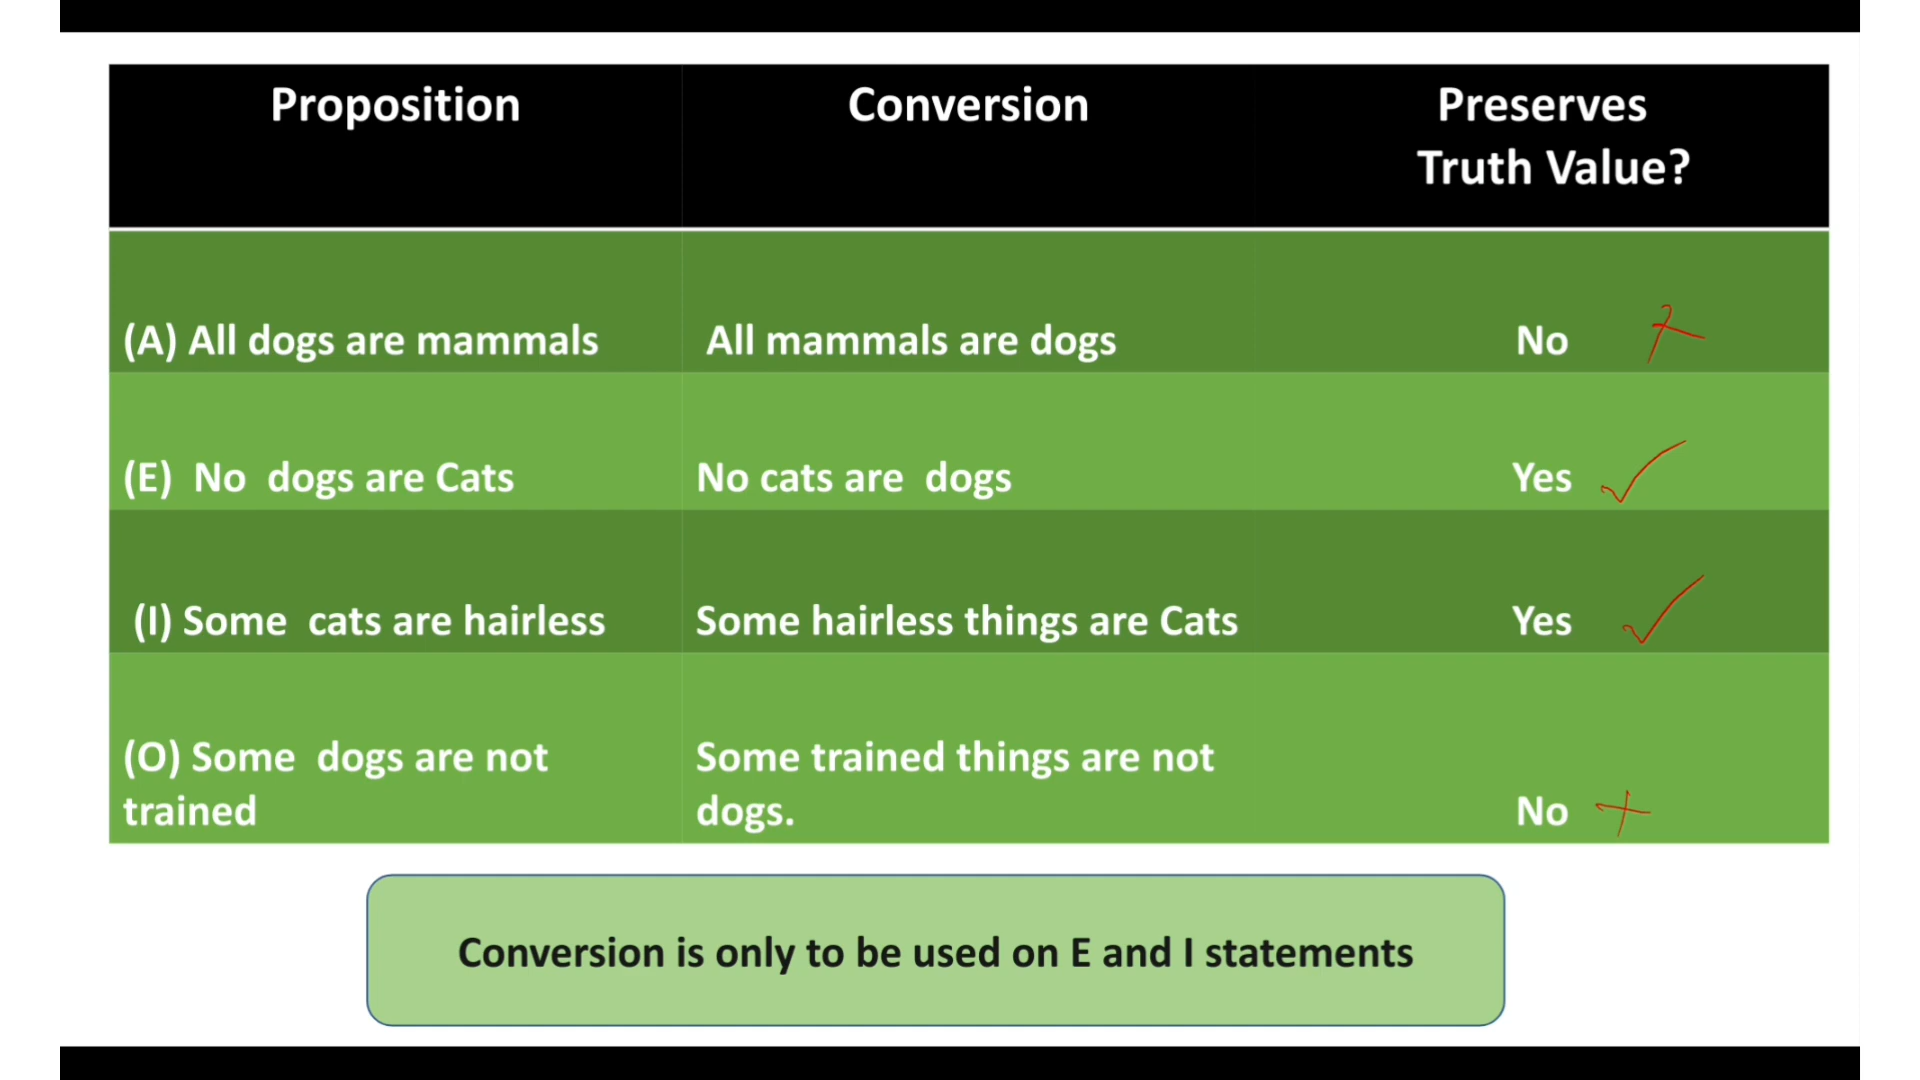 Proposition
Conversion
Preserves
Truth Value?
(A) All dogs are mammals
All mammals are dogs
No
(E) No dogs are Cats
No cats are dogs
Yes
(I) Some cats are hairless
Some hairless things are Cats
Yes
(O) Some dogs are not
trained
Some trained things are not
dogs.
No
Conversion is only to be used on E and I statements